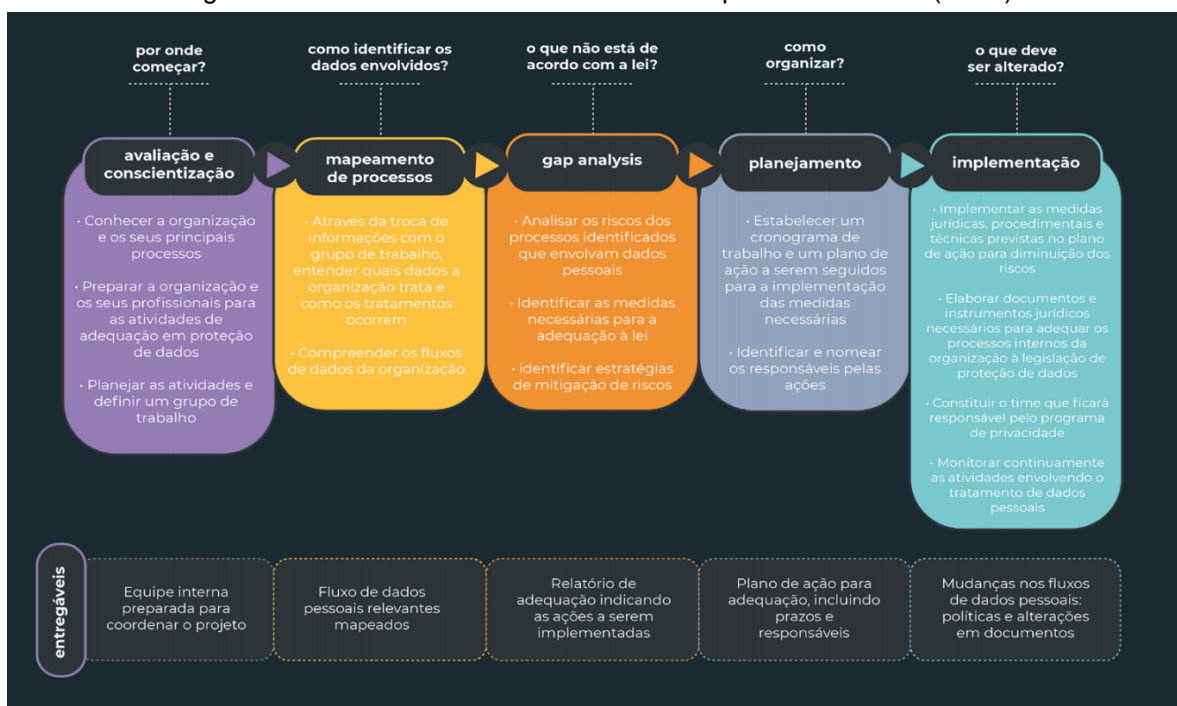 por onde
começar?
como identificar os
dados envolvidos?
o que não está de
acordo com a lei?
como
organizar?
o que deve
ser alterado?
avaliação e
conscientização
mapeamento
de processos
gap analysis
planejamento
implementação
• Conhecer a organização
e os seus principais
processos
• Preparar a organização e
os seus profissionais para
as atividades de
adequação em proteção
de dados
• Planejar as atividades e
definir um grupo de
trabalho
• Através da troca de
informações com o
grupo de trabalho,
entender quais dados a
organização trata e
como os tratamentos
ocorrem
• Compreender os fluxos
de dados da organização
• Analisar os riscos dos
processos identificados
que envolvam dados
pessoais
• Identificar as medidas
necessárias para a
adequação à lei
• identificar estratégias
de mitigação de riscos
• Estabelecer um
cronograma de
trabalho e um plano de
ação a serem seguidos
para a implementação
das medidas
necessárias
• Identificar e nomear
os responsáveis pelas
ações
• Implementar as medidas
jurídicas, procedimentais e
técnicas previstas no plano
de ação para diminuição dos
riscos
• Elaborar documentos e
instrumentos jurídicos
necessários para adequar os
processos internos da
organização à legislação de
proteção de dados
• Constituir o time que ficará
responsável pelo programa
de privacidade
• Monitorar continuamente
as atividades envolvendo o
tratamento de dados
pessoais
entregáveis
Equipe interna
preparada para
coordenar o projeto
Fluxo de dados
pessoais relevantes
mapeados
Relatório de
adequação indicando
as ações a serem
implementadas
Plano de ação para
adequação, incluindo
prazos e
responsáveis
Mudanças nos fluxos
de dados pessoais:
políticas e alterações
em documentos